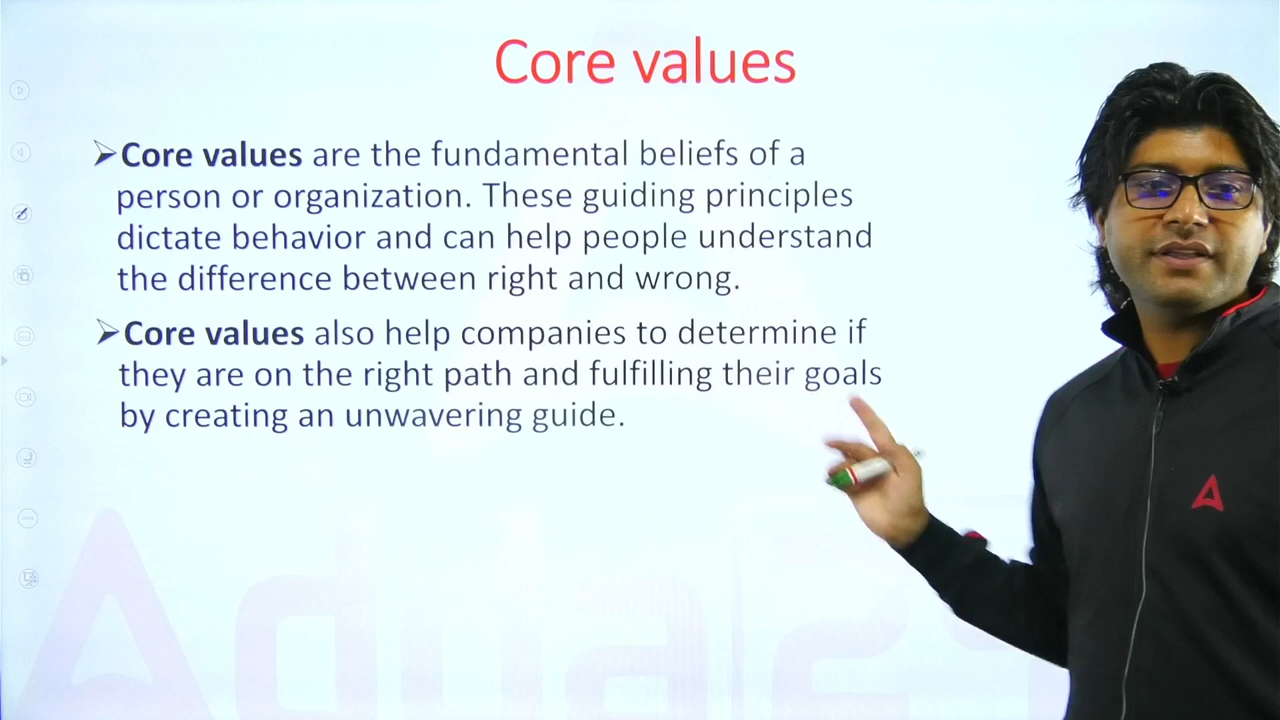 Core values
➢Core values are the fundamental beliefs of a
person or organization. These guiding principles
dictate behavior and can help people understand
the difference between right and wrong.
➢Core values also help companies to determine if
they are on the right path and fulfilling their goals
by creating an unwavering guide.